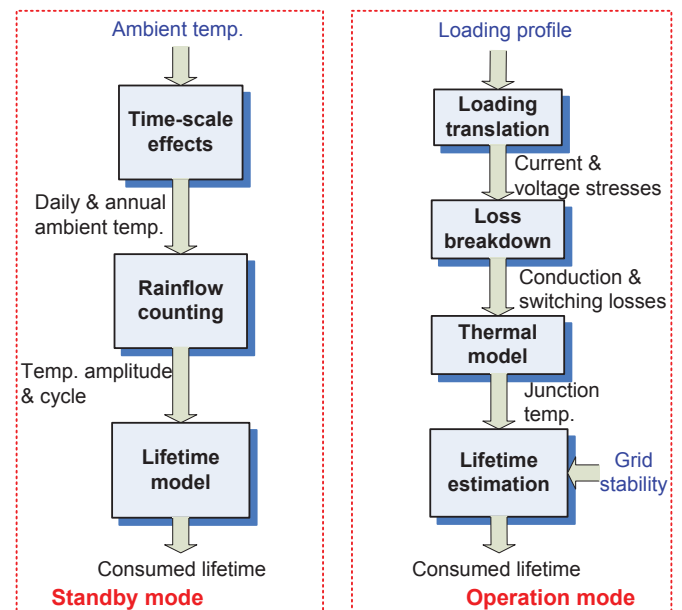 Ambient temp.
Time-scale
effects
Daily & annual
ambient temp.
Rainflow
counting
Temp. amplitude
& cycle
Lifetime
model
Consumed lifetime
Standby mode
Loading profile
Loading
translation
Current &
voltage stresses
Loss
breakdown
Conduction &
switching losses
Thermal
model
Junction
temp.
Lifetime
estimation
Grid
stability
Consumed lifetime
Operation mode